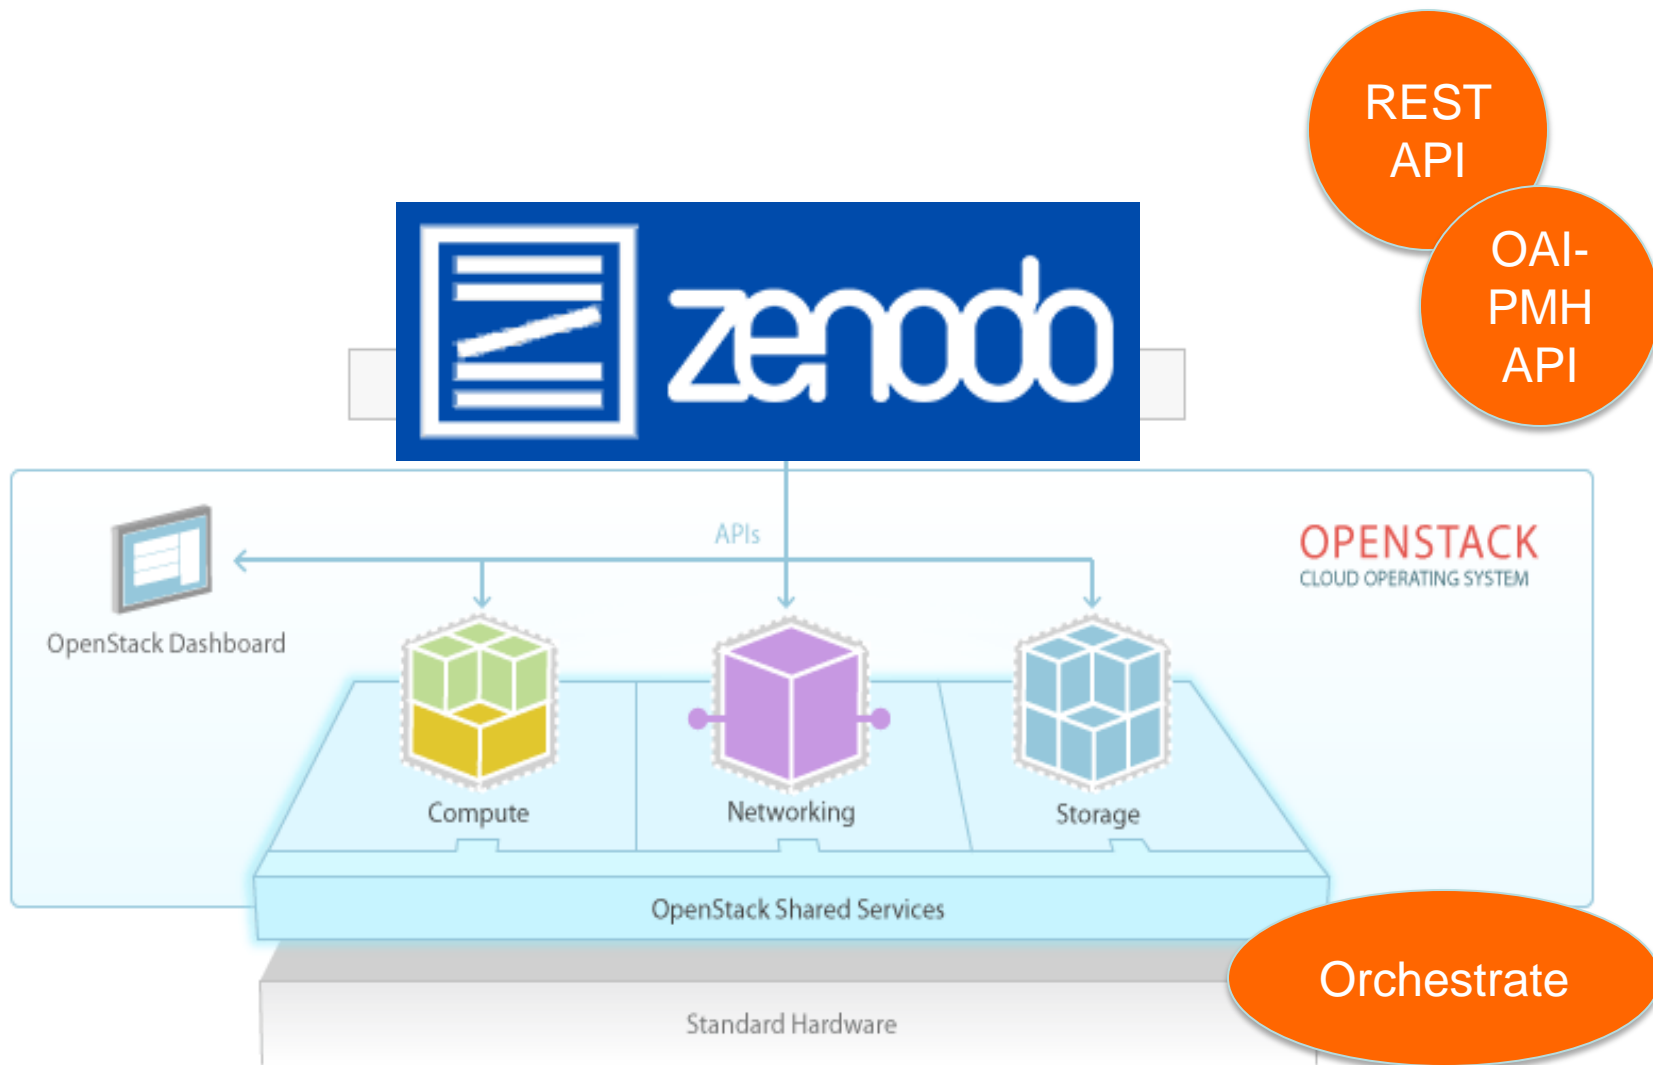 REST
API
OAI-
PMH
API
zenodo
APIs
OPENSTACK
CLOUD OPERATING SYSTEM
OpenStack Dashboard
Compute
Networking
Storage
OpenStack Shared Services
Orchestrate
Standard Hardware